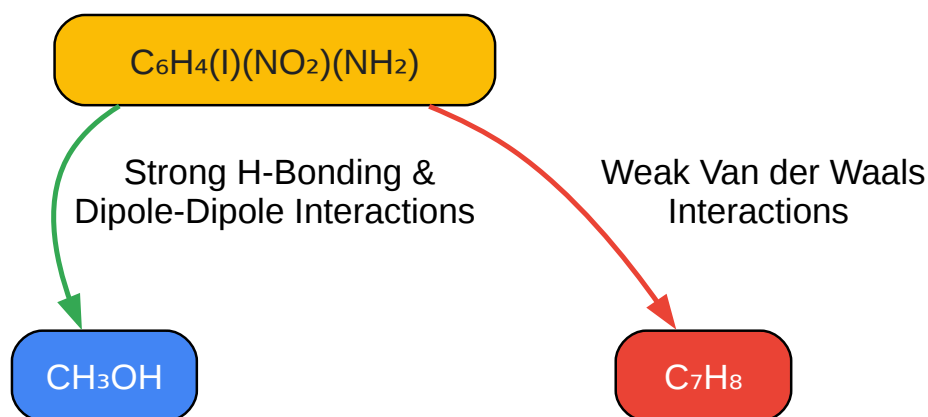 C₆H₄(I)(NO₂)(NH₂)
Strong H-Bonding &
Dipole-Dipole Interactions
Weak Van der Waals
Interactions
CH₃OH
C₇H₈